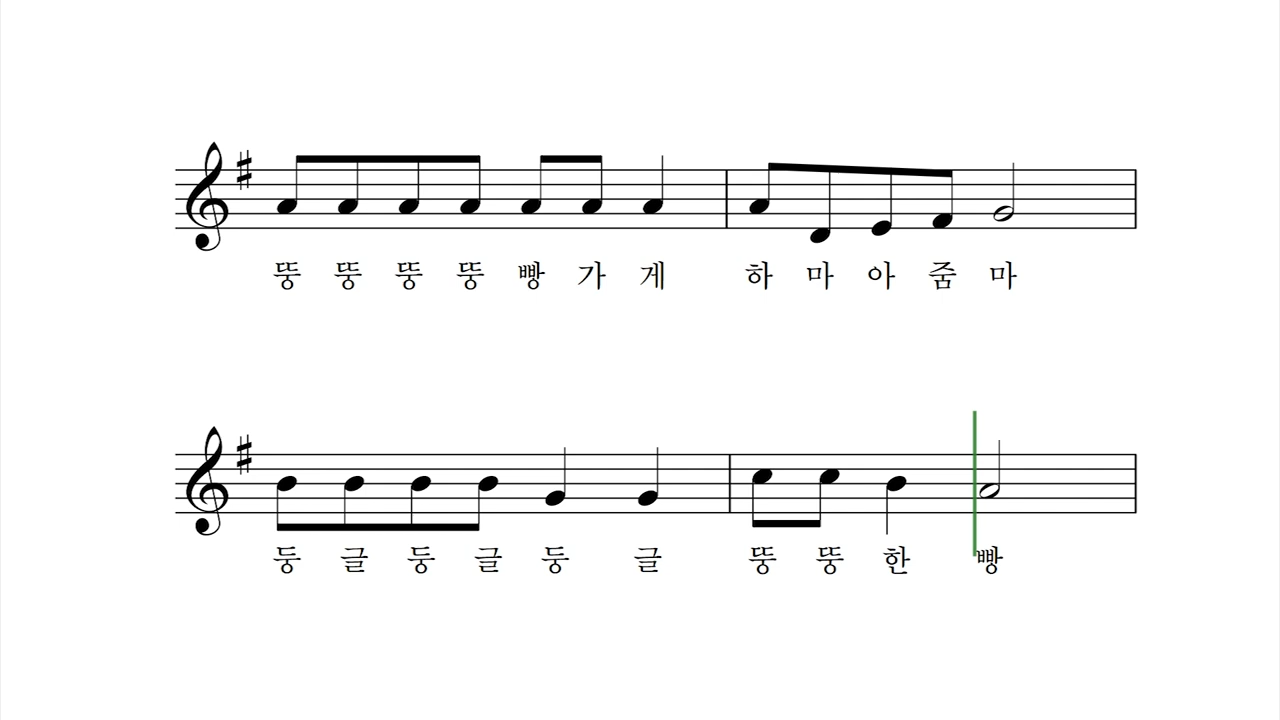 뚱 뚱 뚱 뚱 빵 가 게 하 마 아 줌 마
둥 글 둥 글 둥 글 뚱 뚱 한 빵